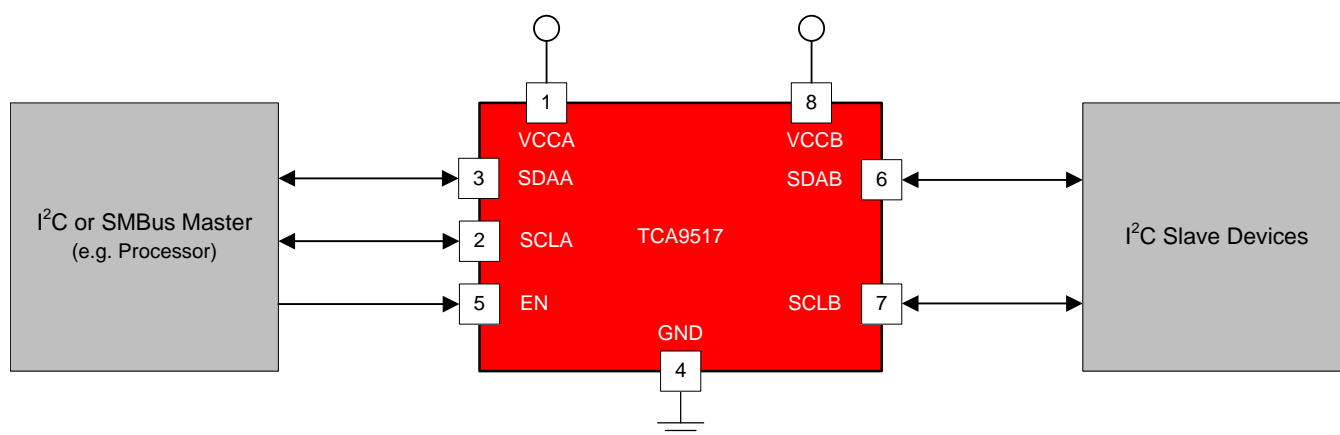 1
8
VCCA
VCCB
3 SDAA
SDAB 6
I²C or SMBus Master
(e.g. Processor)
2 SCLA
TCA9517
I²C Slave Devices
5 EN
SCLB 7
GND
4